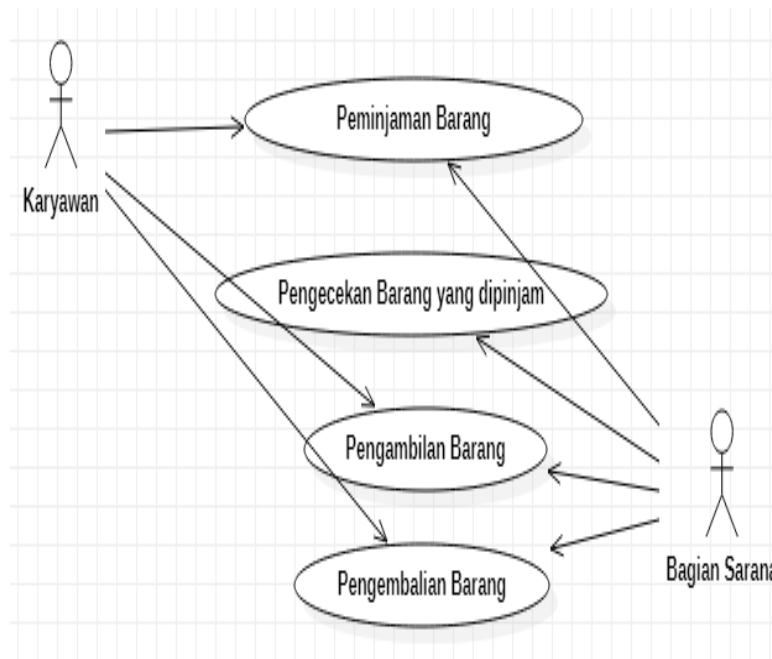 Peminjaman Barang
Karyawan
Pengecekan Barang yang dipinjam
Pengambilan Barang
Bagian Sarana
Pengembalian Barang